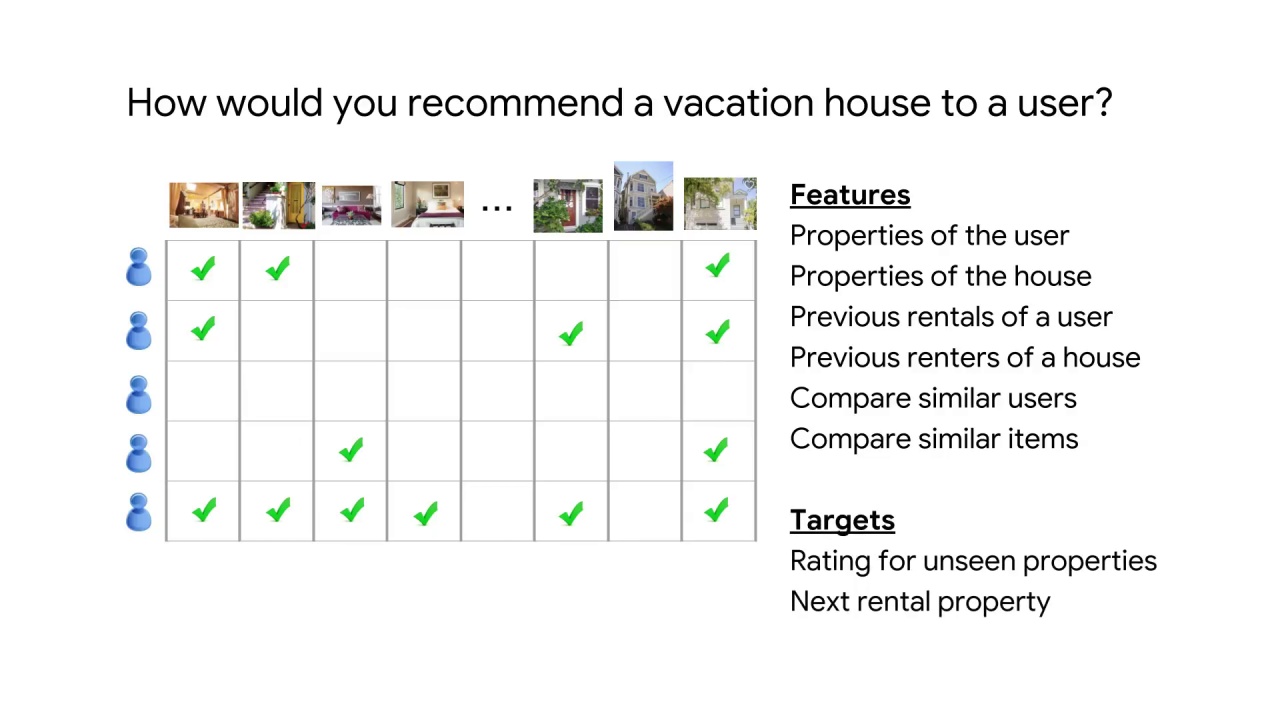 How would you recommend a vacation house to a user?
...
Features
Properties of the user
Properties of the house
Previous rentals of a user
Previous renters of a house
Compare similar users
Compare similar items
Targets
Rating for unseen properties
Next rental property